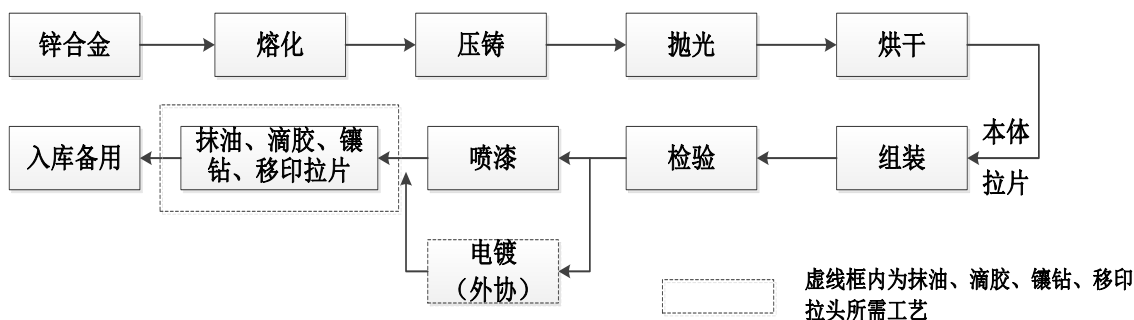 锌合金
熔化
压铸
抛光
烘干
入库备用
抹油、滴胶、镶
钻、移印拉片
喷漆
检验
组装
本体
拉片
电镀
（外协）
虚线框内为抹油、滴胶、镶钻、移印
拉头所需工艺